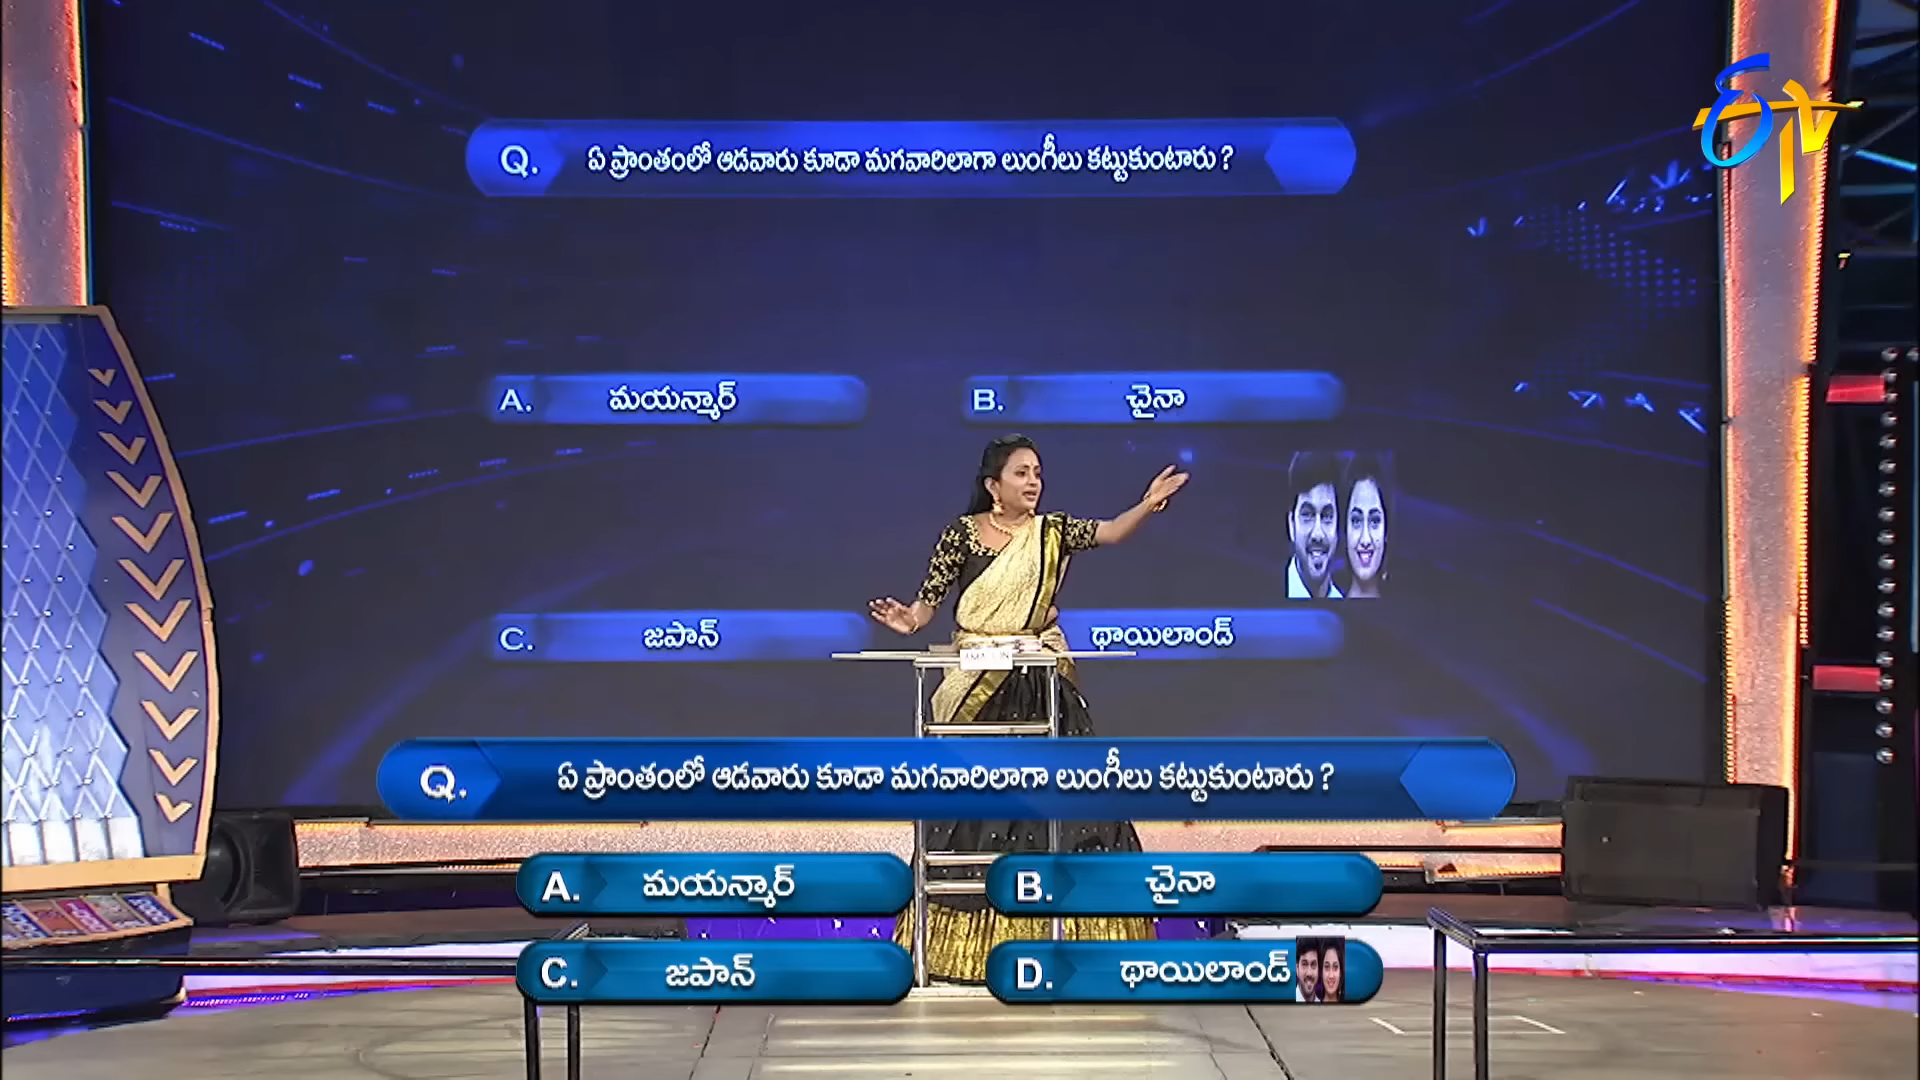 ETV
Q. ఏ ప్రాంతంలో ఆడవారు కూడా మగవారిలాగా లుంగీలు కట్టుకుంటారు ?
A. మయన్మార్
B. చైనా
C. జపాన్
థాయిలాండ్
Q. ఏ ప్రాంతంలో ఆడవారు కూడా మగవారిలాగా లుంగీలు కట్టుకుంటారు ?
A. మయన్మార్
B. చైనా
C. జపాన్
D. థాయిలాండ్